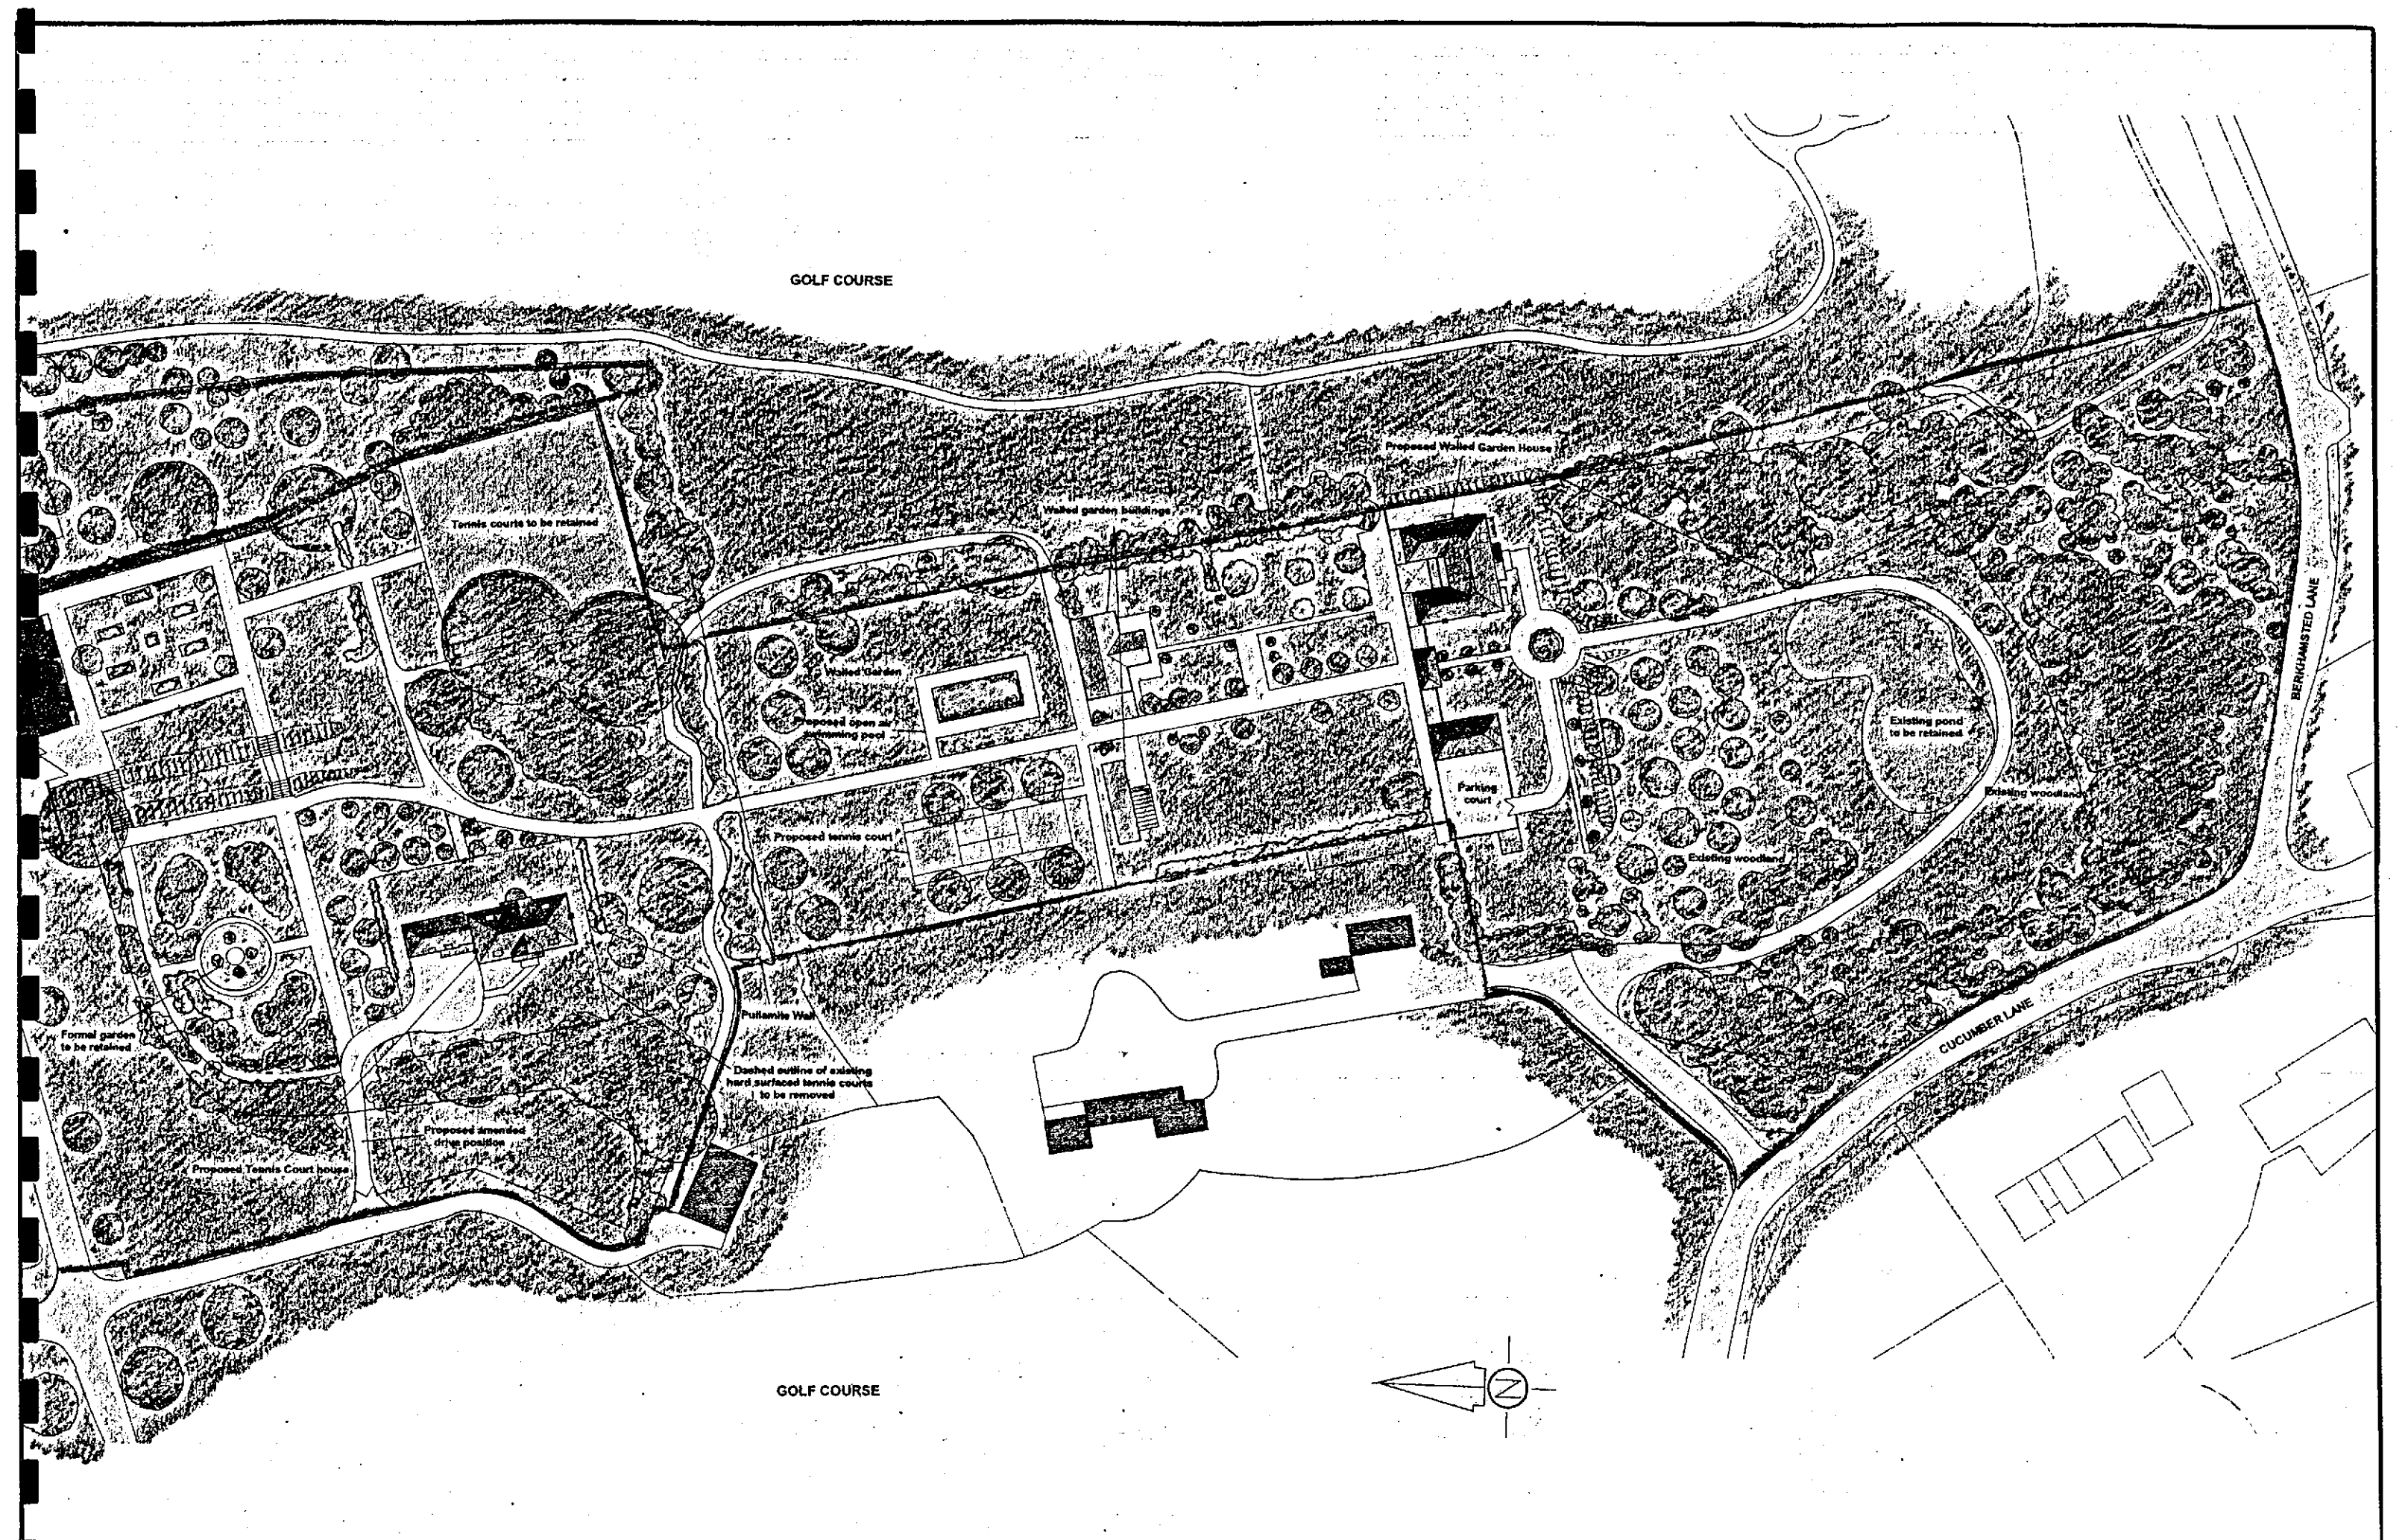 GOLF COURSE
Proposed Walled Garden House
Walled garden buildings
Tennis courts to be retained
BERKHAMSTED LANE
Walled Garden
Proposed open air
swimming pool
Existing pond
to be retained
Parking
court
Existing woodland
Proposed tennis court
Existing woodland
Pullamite Wall
Formal garden
to be retained
CUCUMBER LANE
Dashed outline of existing
hard surfaced tennis courts
to be removed
Proposed amended
drive position
Proposed Tennis Court house
GOLF COURSE
N